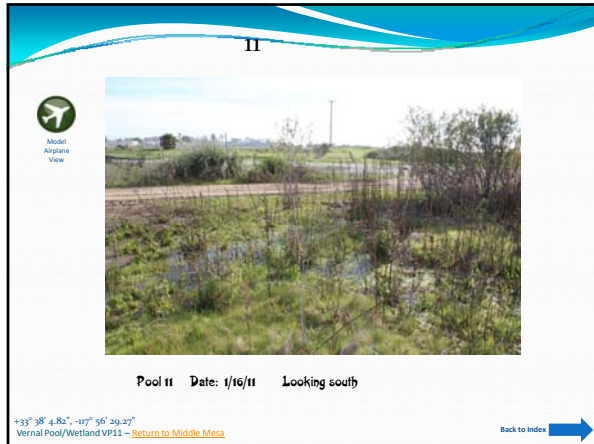 11
Model
Airplane
View
Pool 11 Date: 1/16/11 Looking south
+33° 38' 4.82", -117° 56' 29.27"
Vernal Pool/Wetland VP11 – Return to Middle Mesa
Back to Index